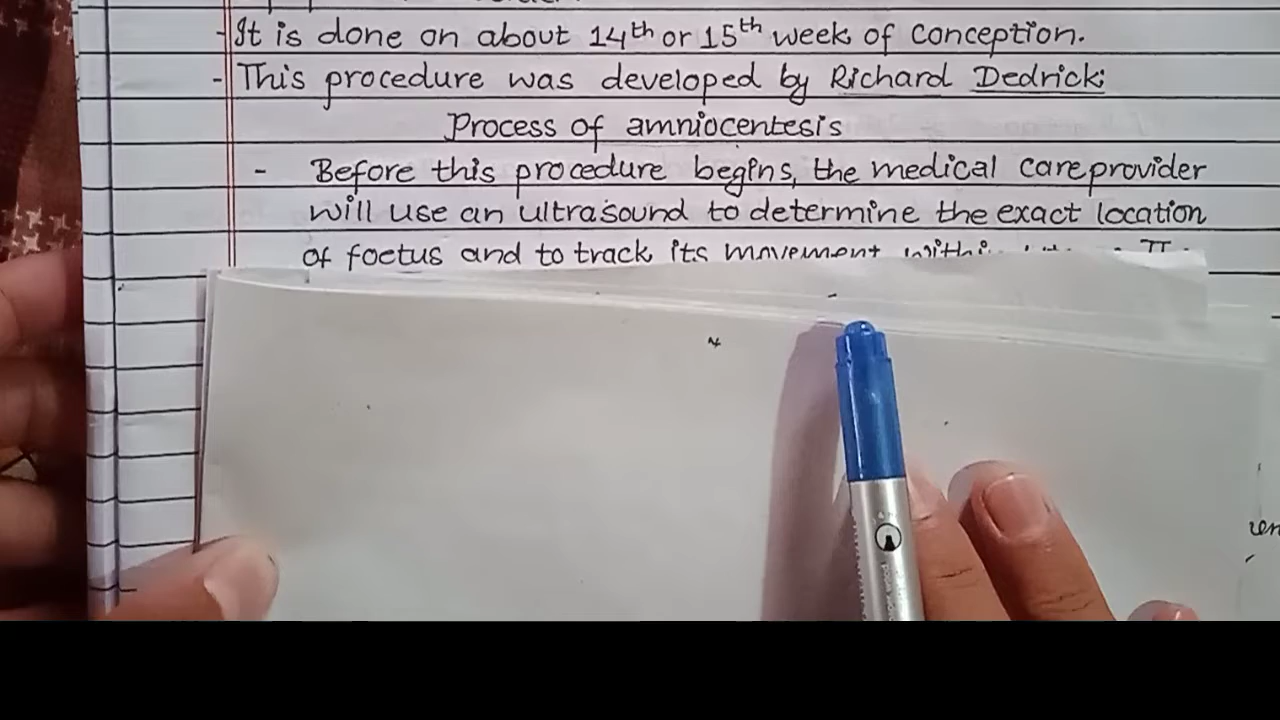 -It is done on about 14th or 15th week of conception.
- This procedure was developed by Richard Dedrick:
Process of amniocentesis
- Before this procedure begins, the medical care provider
will use an ultrasound to determine the exact location
of foetus and to track its movement within